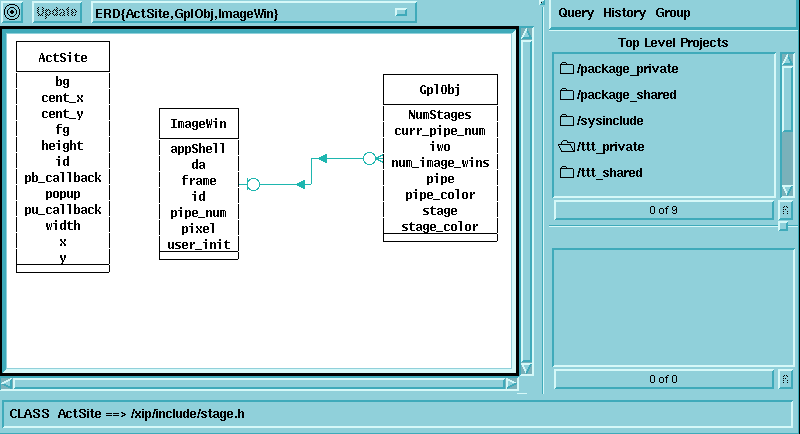 Update
ERD{ActSite,GplObj,ImageWin}
Query History Group
Top Level Projects
/package_private
/package_shared
/sysinclude
/ttt_private
/ttt_shared
0 of 9
0 of 0
ActSite
bg
cent_x
cent_y
fg
height
id
pb_callback
popup
pu_callback
width
x
y
ImageWin
appShell
da
frame
id
pipe_num
pixel
user_init
GplObj
NumStages
curr_pipe_num
iwo
num_image_wins
pipe
pipe_color
stage
stage_color
CLASS ActSite ==> /xip/include/stage.h